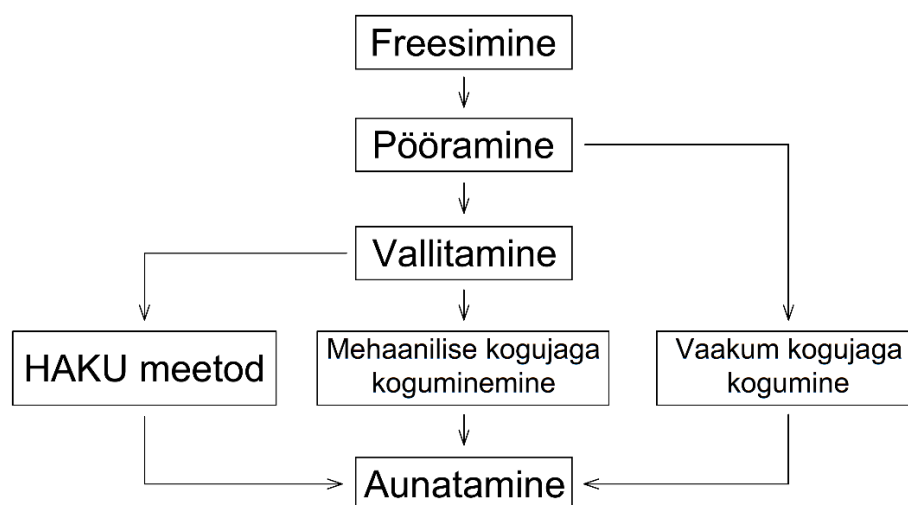 Freesimine
Pööramine
Vallitamine
HAKU meetod
Mehaanilise kogujaga
koguminemine
Vaakum kogujaga
kogumine
Aunatamine